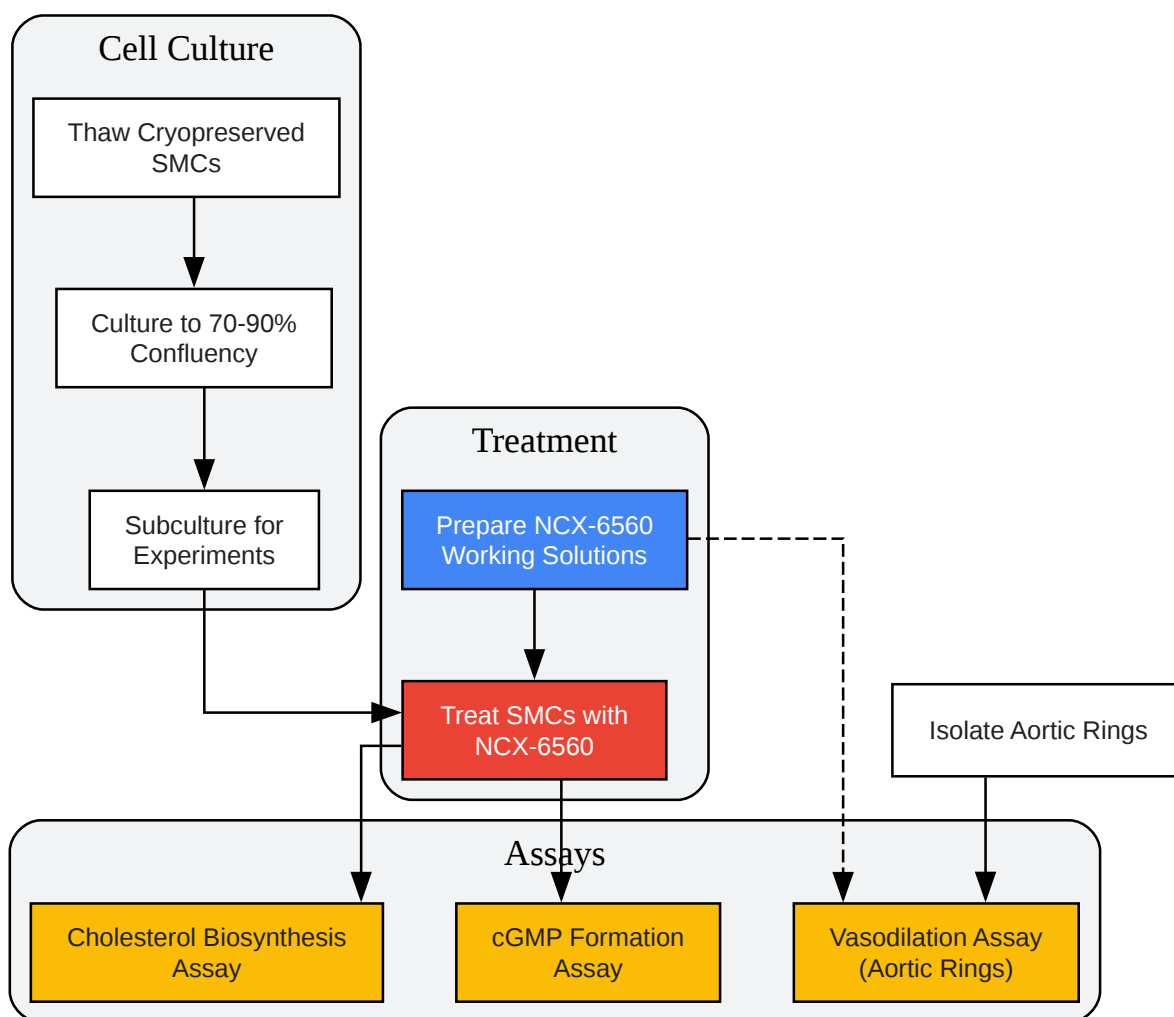 Cell Culture
Thaw Cryopreserved
SMCs
Culture to 70-90%
Confluency
Subculture for
Experiments
Treatment
Prepare NCX-6560
Working Solutions
Treat SMCs with
NCX-6560
Isolate Aortic Rings
Assays
Cholesterol Biosynthesis
Assay
cGMP Formation
Assay
Vasodilation Assay
(Aortic Rings)